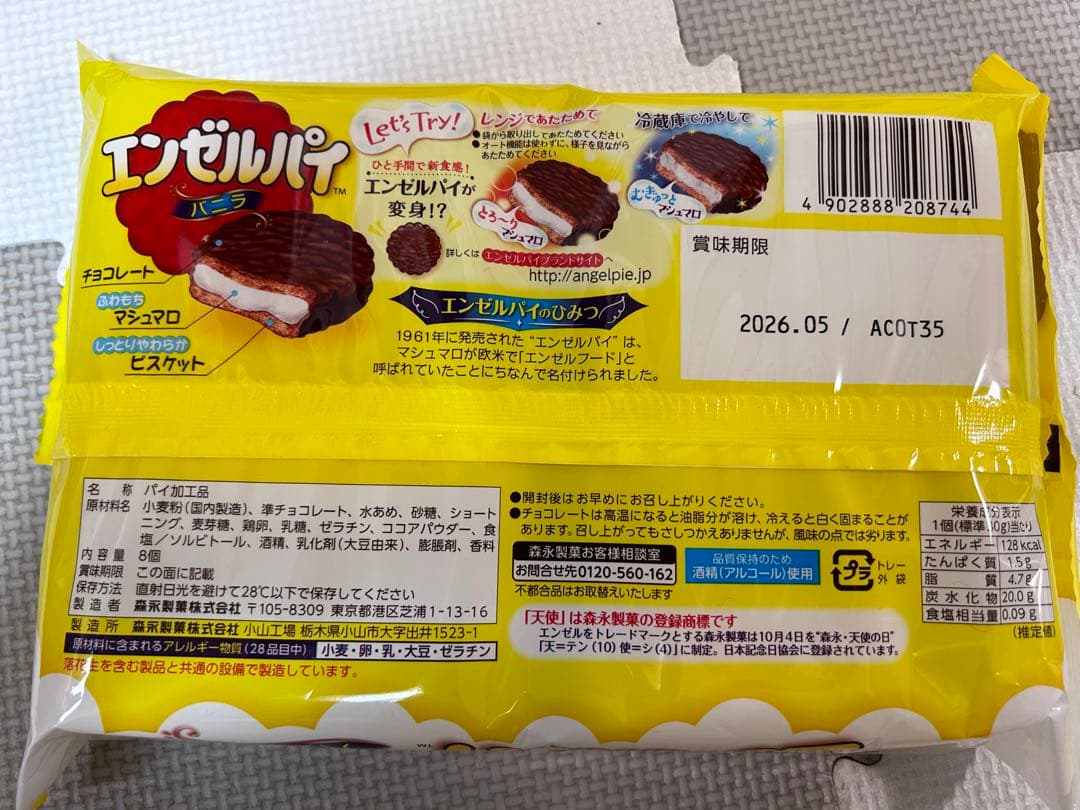 エンゼルパイ™
バニラ
チョコレート
ふわもち
マシュマロ
しっとりやわらか
ビスケット
Let's Try!
ひと手間で新食感!
エンゼルパイが
変身!?
レンジであたためて
●袋から取り出してあたためてください
●オート機能は使わずに、様子を見ながら
あたためてください
とろ〜り
マシュマロ
冷蔵庫で冷やして
むぎゅっと
マシュマロ
詳しくは エンゼルパイブランドサイト へ
http://angelpie.jp
エンゼルパイのひみつ
1961年に発売された “エンゼルパイ” は、
マシュマロが欧米で「エンゼルフード」と
呼ばれていたことにちなんで名付けられました。
4 902888 208744
賞味期限
2026.05 / ACOT35
名 称 パイ加工品
原材料名 小麦粉(国内製造)、準チョコレート、水あめ、砂糖、ショート
ニング、麦芽糖、鶏卵、乳糖、ゼラチン、ココアパウダー、食
塩/ソルビトール、酒精、乳化剤(大豆由来)、膨脹剤、香料
内容量 8個
賞味期限 この面に記載
保存方法 直射日光を避けて28℃以下で保存してください
製造者 森永製菓株式会社 〒105-8309 東京都港区芝浦1-13-16
製造所 森永製菓株式会社 小山工場 栃木県小山市大字出井1523-1
原材料に含まれるアレルギー物質(28品目中) 小麦・卵・乳・大豆・ゼラチン
落花生を含む製品と共通の設備で製造しています。
●開封後はお早めにお召し上がりください。
●チョコレートは高温になると油脂分が溶け、冷えると白く固まることが
あります。召し上がってもさしつかえありませんが、風味の点では劣ります。
森永製菓お客様相談室
お問合せ先0120-560-162
不都合品はお取替えいたします
品質保持のため
酒精(アルコール)使用
プラ
トレー
外袋
「天使」は森永製菓の登録商標です
エンゼルをトレードマークとする森永製菓は10月4日を“森永・天使の日”
「天=テン(10)使=シ(4)」に制定。日本記念日協会に登録されています。
栄養成分表示
1個(標準 30g)当たり
エネルギー 128kcal
たんぱく質 1.5g
脂質 4.7g
炭水化物 20.0g
食塩相当量 0.09g
(推定値)